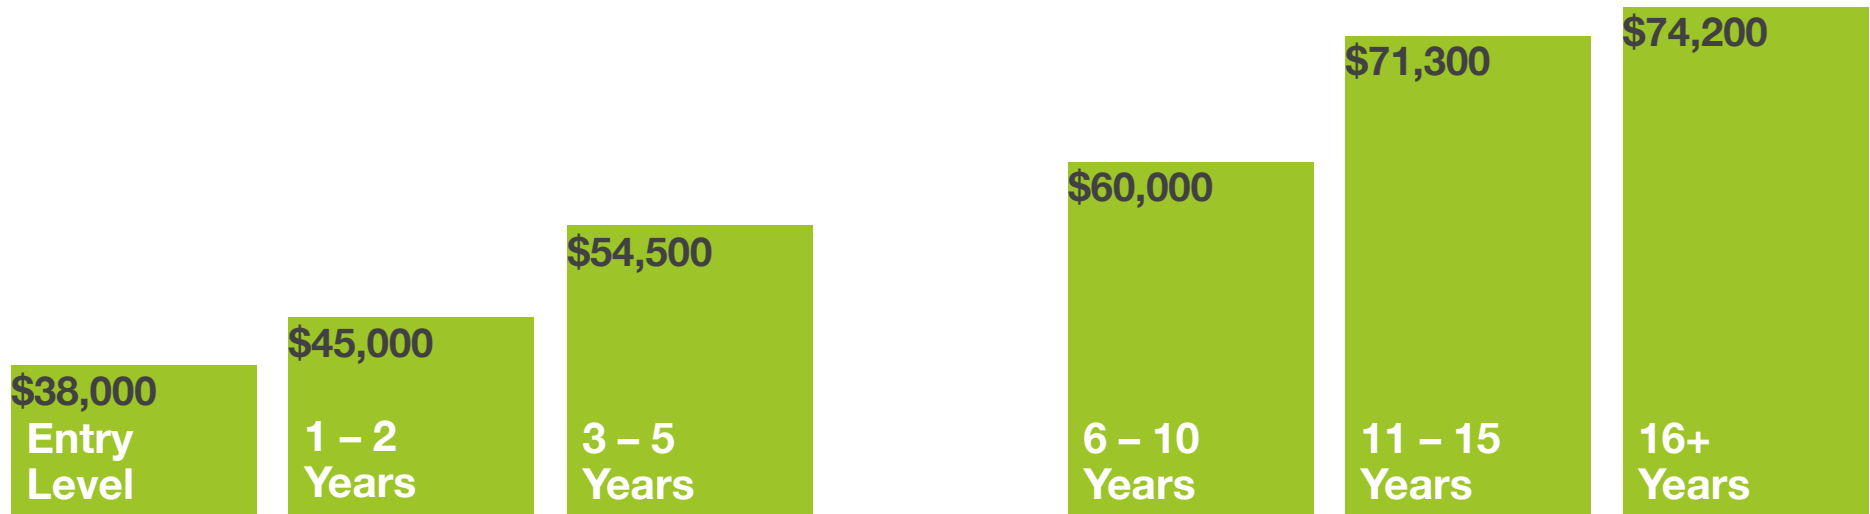 $38,000
Entry
Level
$45,000
1 – 2
Years
$54,500
3 – 5
Years
$60,000
6 – 10
Years
$71,300
11 – 15
Years
$74,200
16+
Years